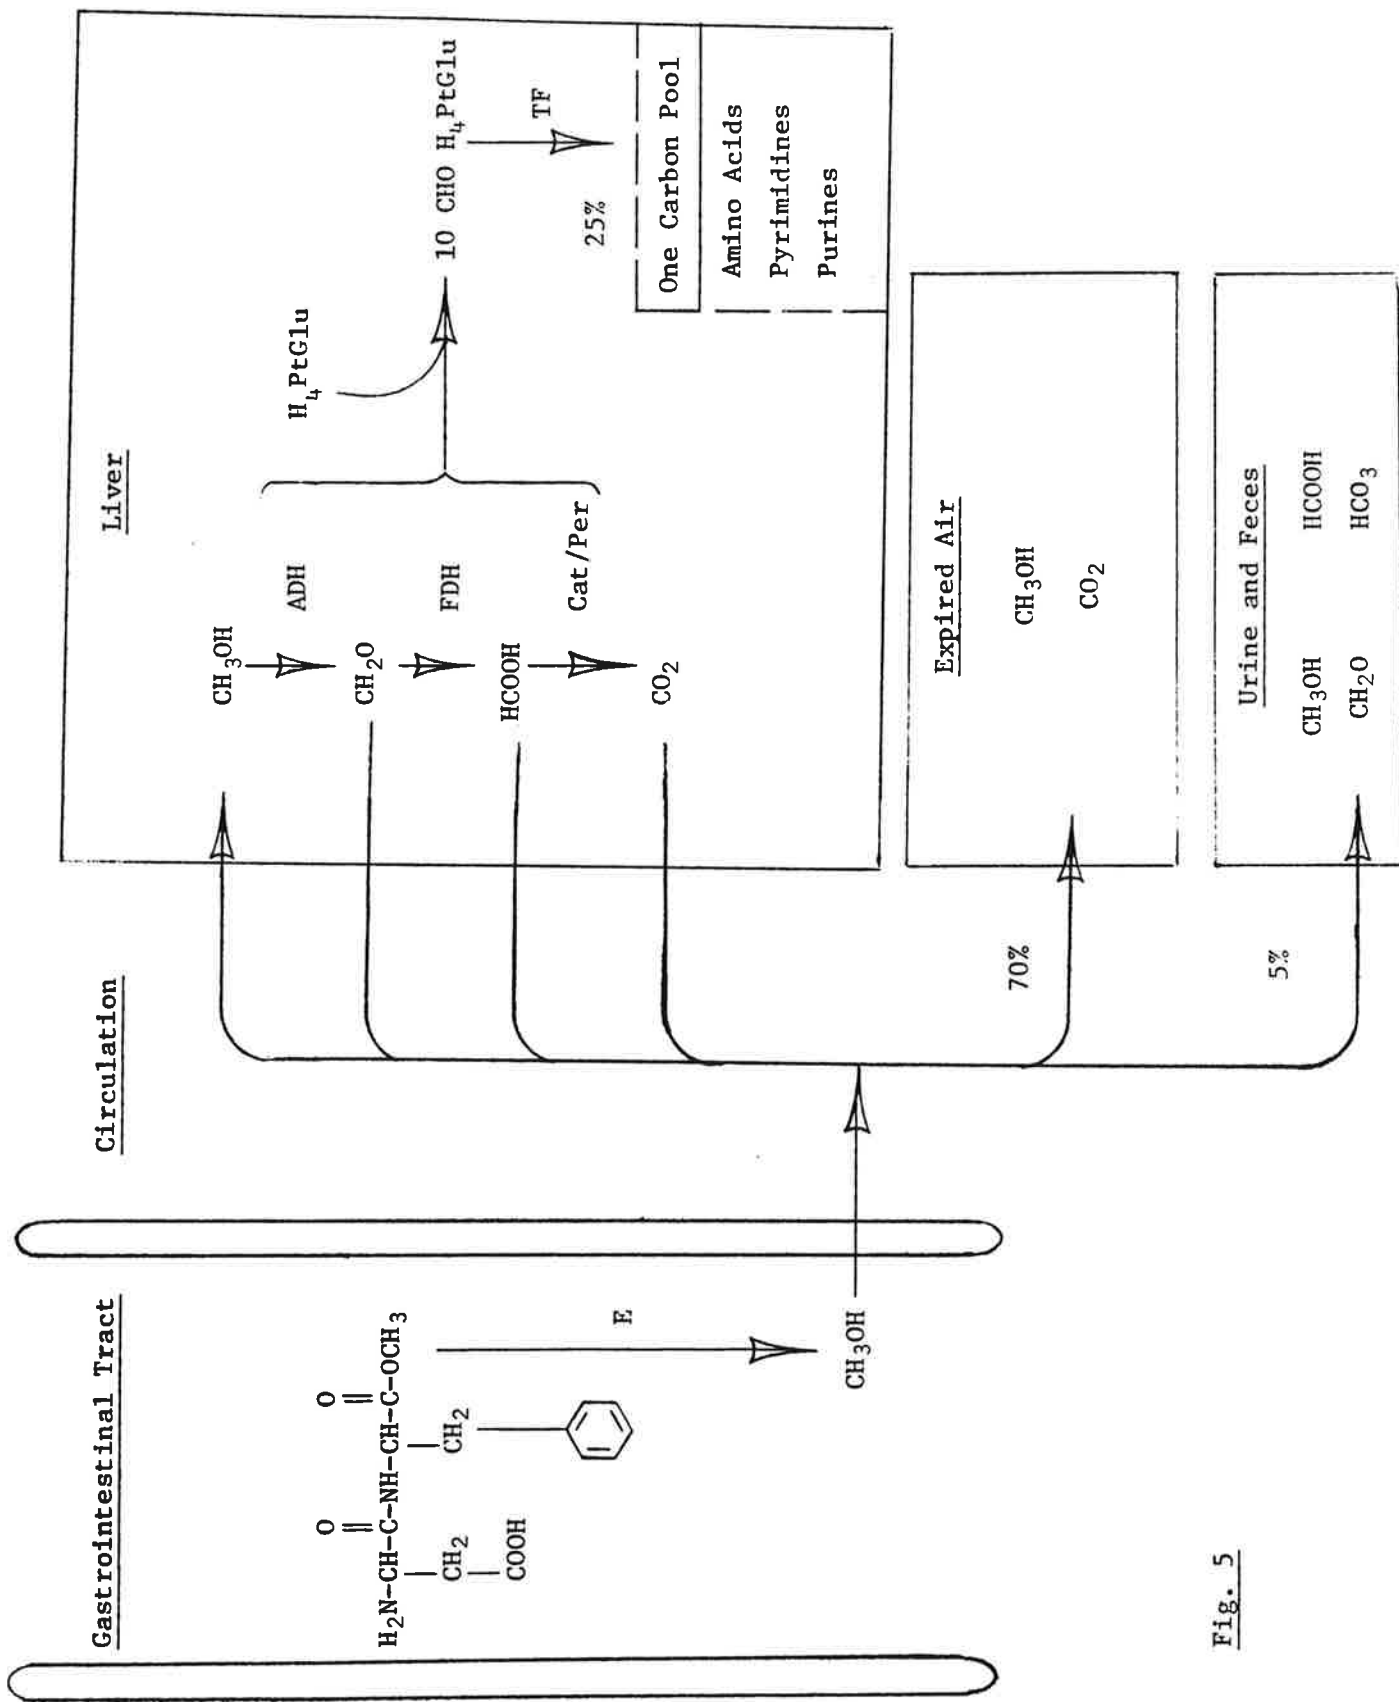 Gastrointestinal Tract
O O
H₂N-CH-C-NH-CH-C-OCH₃
CH₂ CH₂
COOH
E
CH₃OH
Circulation
70%
5%
Liver
CH₃OH
ADH
CH₂O
FDH
HCOOH
Cat/Per
CO₂
H₄PtGlu
10 CHO H₄PtGlu
TF
25%
One Carbon Pool
Amino Acids
Pyrimidines
Purines
Expired Air
CH₃OH
CO₂
Urine and Feces
CH₃OH HCOOH
CH₂O HCO₃
Fig. 5